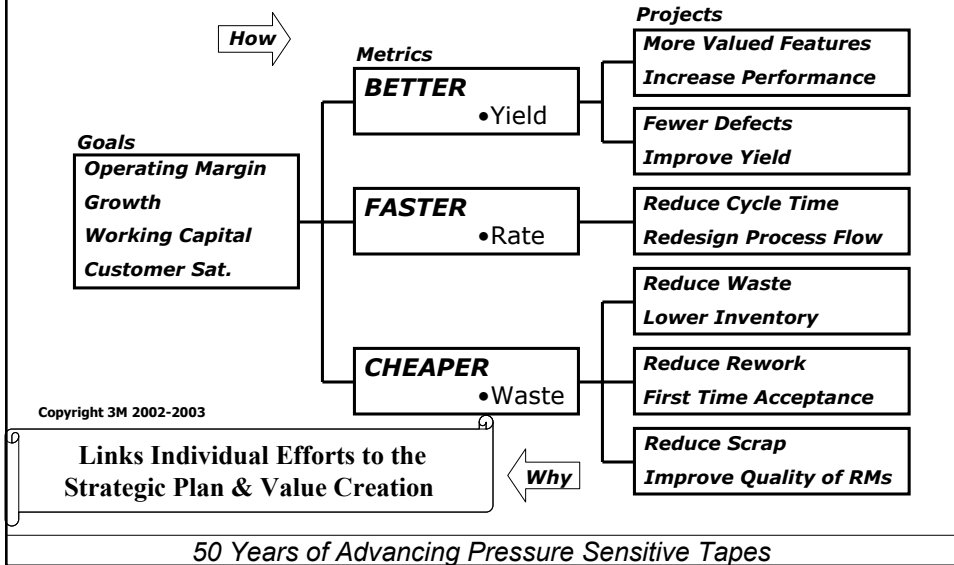 How
Goals
Operating Margin
Growth
Working Capital
Customer Sat.
Metrics
BETTER
•Yield
FASTER
•Rate
CHEAPER
•Waste
Projects
More Valued Features
Increase Performance
Fewer Defects
Improve Yield
Reduce Cycle Time
Redesign Process Flow
Reduce Waste
Lower Inventory
Reduce Rework
First Time Acceptance
Reduce Scrap
Improve Quality of RMs
Why
Copyright 3M 2002-2003
Links Individual Efforts to the
Strategic Plan & Value Creation
50 Years of Advancing Pressure Sensitive Tapes